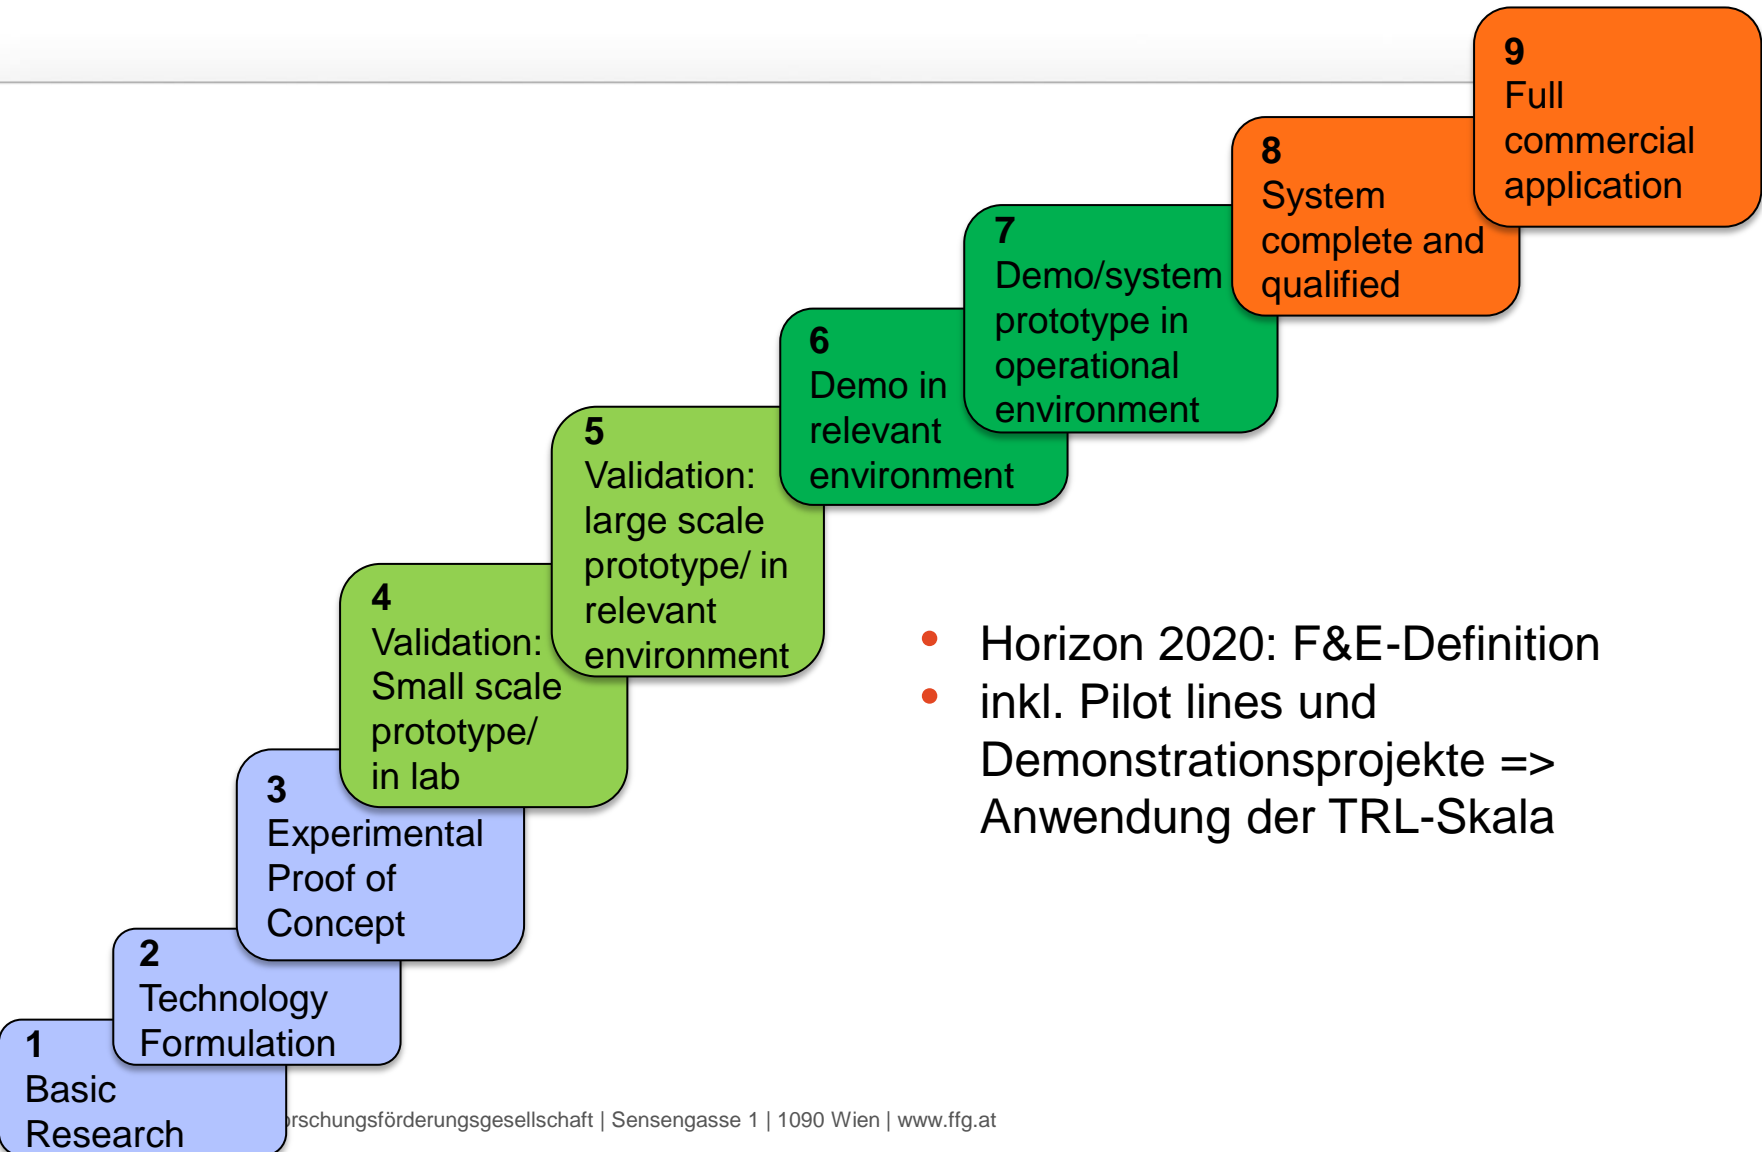 9
Full
commercial
application
8
System
complete and
qualified
7
Demo/system
prototype in
operational
environment
6
Demo in
relevant
environment
5
Validation:
large scale
prototype/ in
relevant
environment
4
Validation:
Small scale
prototype/
in lab
3
Experimental
Proof of
Concept
2
Technology
Formulation
1
Basic
Research
• Horizon 2020: F&E-Definition
• inkl. Pilot lines und
Demonstrationsprojekte =>
Anwendung der TRL-Skala
rschungsförderungsgesellschaft | Sensengasse 1 | 1090 Wien | www.ffg.at